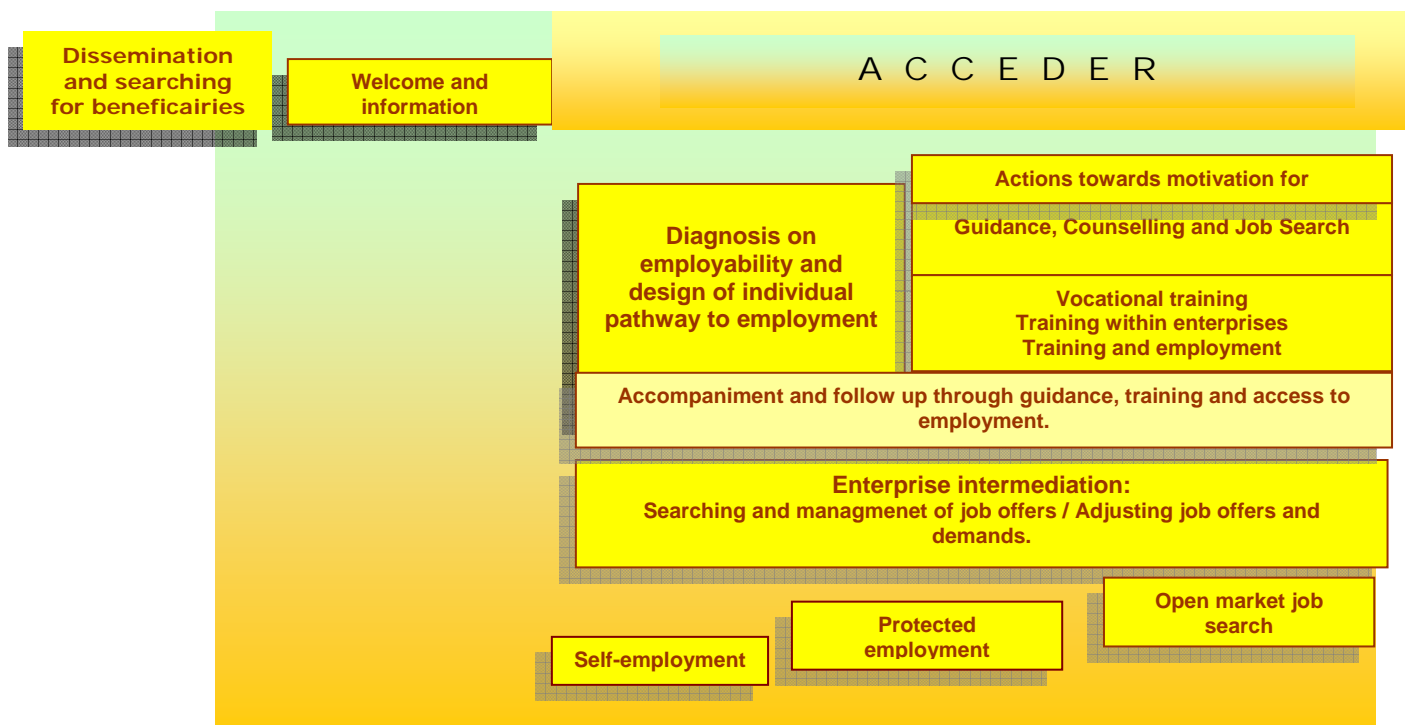 Dissemination
and searching
for beneficairies
Welcome and
information
A C C E D E R
Diagnosis on
employability and
design of individual
pathway to employment
Actions towards motivation for
Guidance, Counselling and Job Search
Vocational training
Training within enterprises
Training and employment
Accompaniment and follow up through guidance, training and access to
employment.
Enterprise intermediation:
Searching and managmenet of job offers / Adjusting job offers and
demands.
Self-employment
Protected
employment
Open market job
search